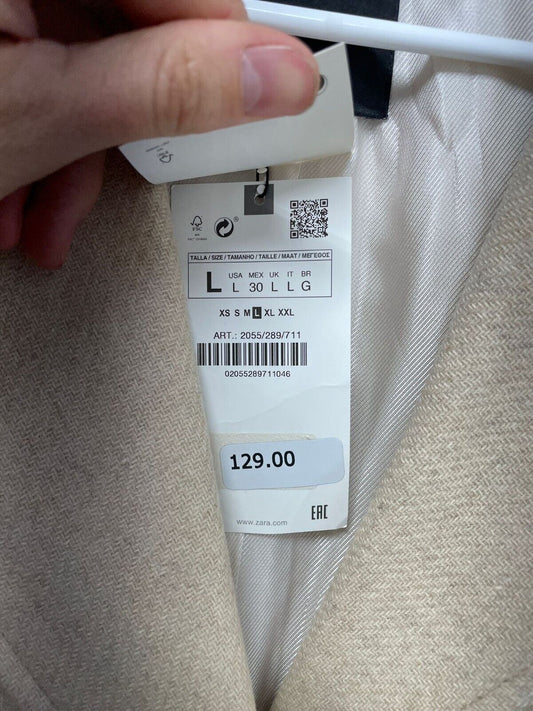 FSC
TALLA / SIZE / TAMANHO / TAILLE / MAAT / ΜΕΓΕΘΟΣ
L
USA MEX UK IT BR
L 30 L L G
XS S M L XL XXL
ART.: 2055/289/711
02055289711046
129.00
www.zara.com
EAC